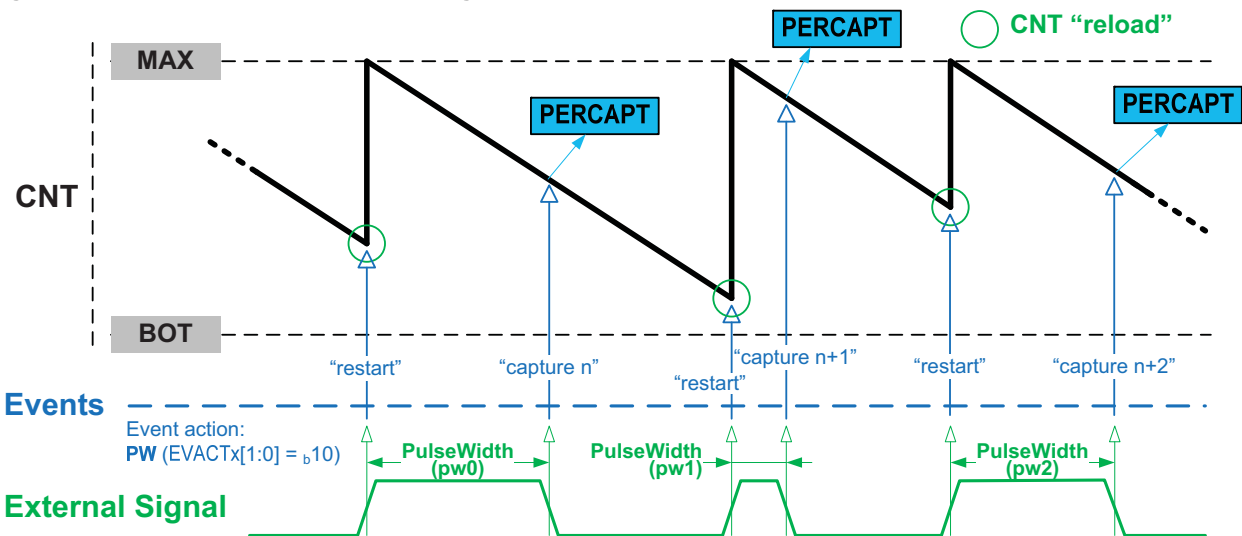 PERCAPT
CNT “reload”
MAX
PERCAPT
PERCAPT
CNT
BOT
“restart”
“capture n”
“restart”
“capture n+1”
“restart”
“capture n+2”
Events
Event action:
PW (EVACTx[1:0] = b10)
PulseWidth
(pw0)
PulseWidth
(pw1)
PulseWidth
(pw2)
External Signal